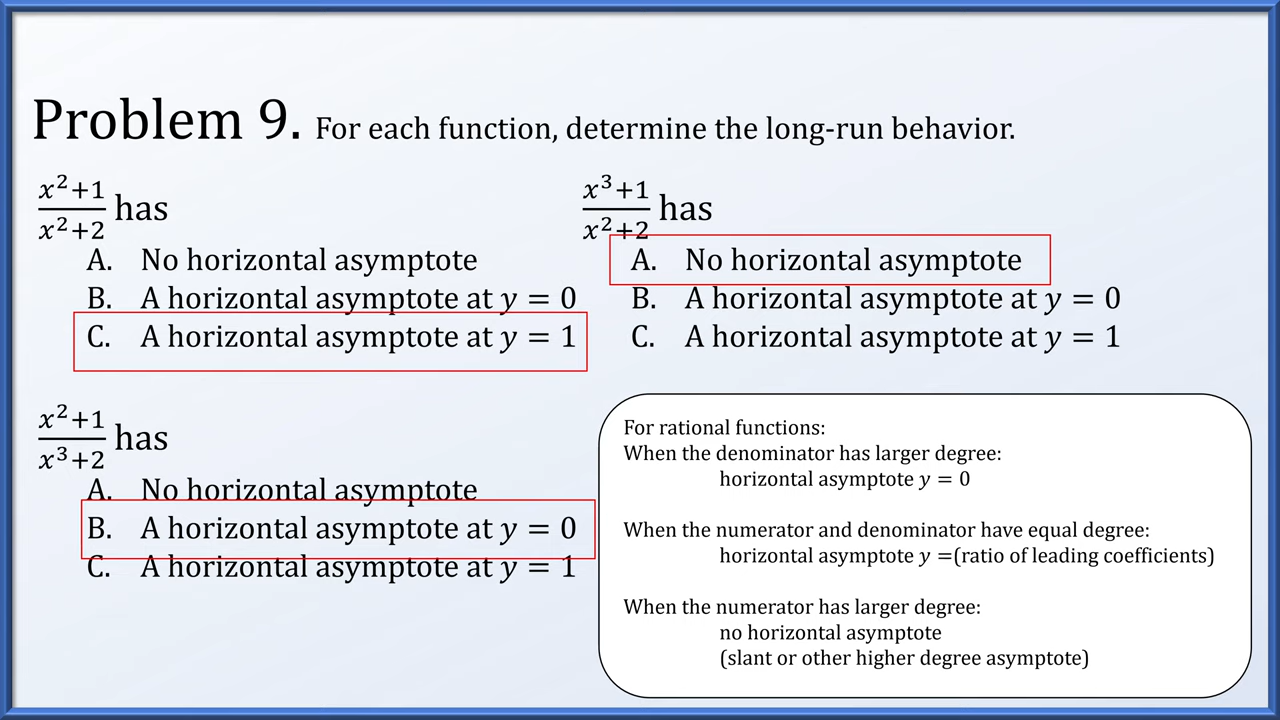 Problem 9. For each function, determine the long-run behavior.
x²+1
x²+2 has
A. No horizontal asymptote
B. A horizontal asymptote at y = 0
C. A horizontal asymptote at y = 1
x³+1
x²+2 has
A. No horizontal asymptote
B. A horizontal asymptote at y = 0
C. A horizontal asymptote at y = 1
x²+1
x³+2 has
A. No horizontal asymptote
B. A horizontal asymptote at y = 0
C. A horizontal asymptote at y = 1
For rational functions:
When the denominator has larger degree:
horizontal asymptote y = 0
When the numerator and denominator have equal degree:
horizontal asymptote y =(ratio of leading coefficients)
When the numerator has larger degree:
no horizontal asymptote
(slant or other higher degree asymptote)